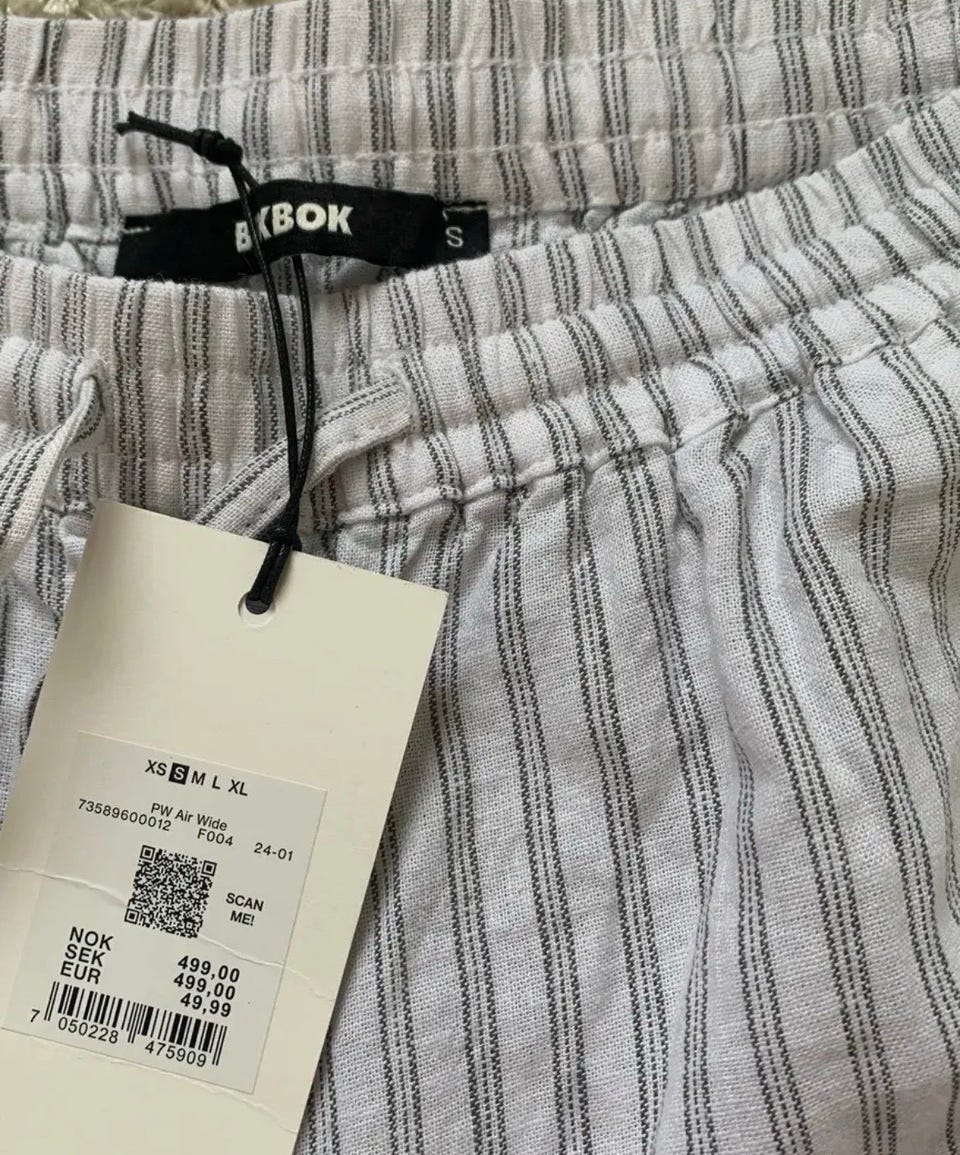 BKBOK
S
XS S M L XL
PW Air Wide
73589600012 F004 24-01
SCAN
ME!
NOK 499,00
SEK 499,00
EUR 49,99
7 050228 475909